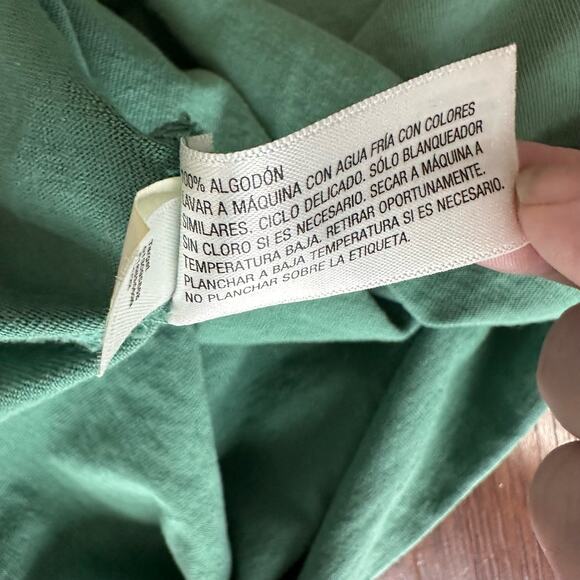 100% ALGODÓN
LAVAR A MÁQUINA CON AGUA FRÍA CON COLORES
SIMILARES. CICLO DELICADO. SÓLO BLANQUEADOR
SIN CLORO SI ES NECESARIO. SECAR A MÁQUINA A
TEMPERATURA BAJA. RETIRAR OPORTUNAMENTE.
PLANCHAR A BAJA TEMPERATURA SI ES NECESARIO.
NO PLANCHAR SOBRE LA ETIQUETA.